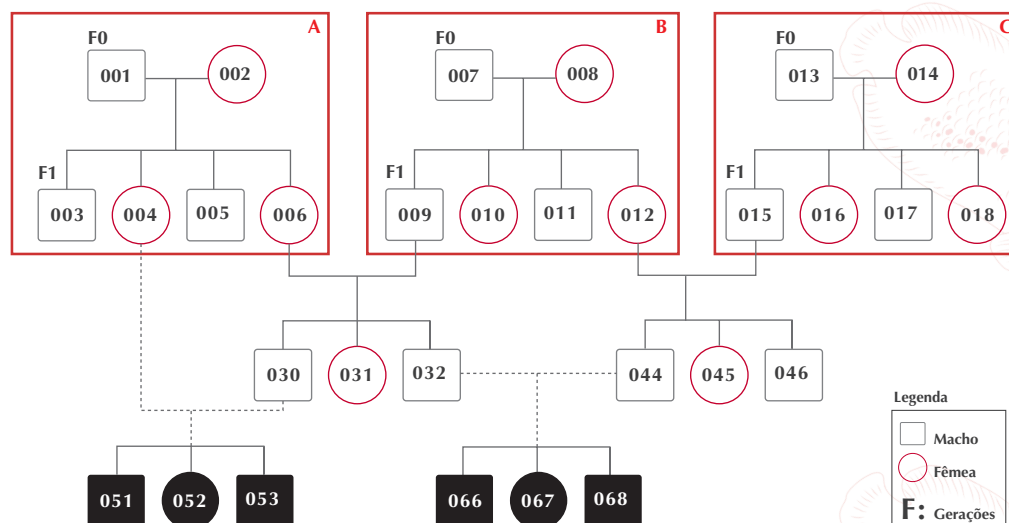 A
B
C
F0
F0
F0
001
002
007
008
013
014
F1
F1
F1
003
004
005
006
009
010
011
012
015
016
017
018
030
031
032
044
045
046
Legenda
Macho
Fêmea
F: Gerações
051
052
053
066
067
068